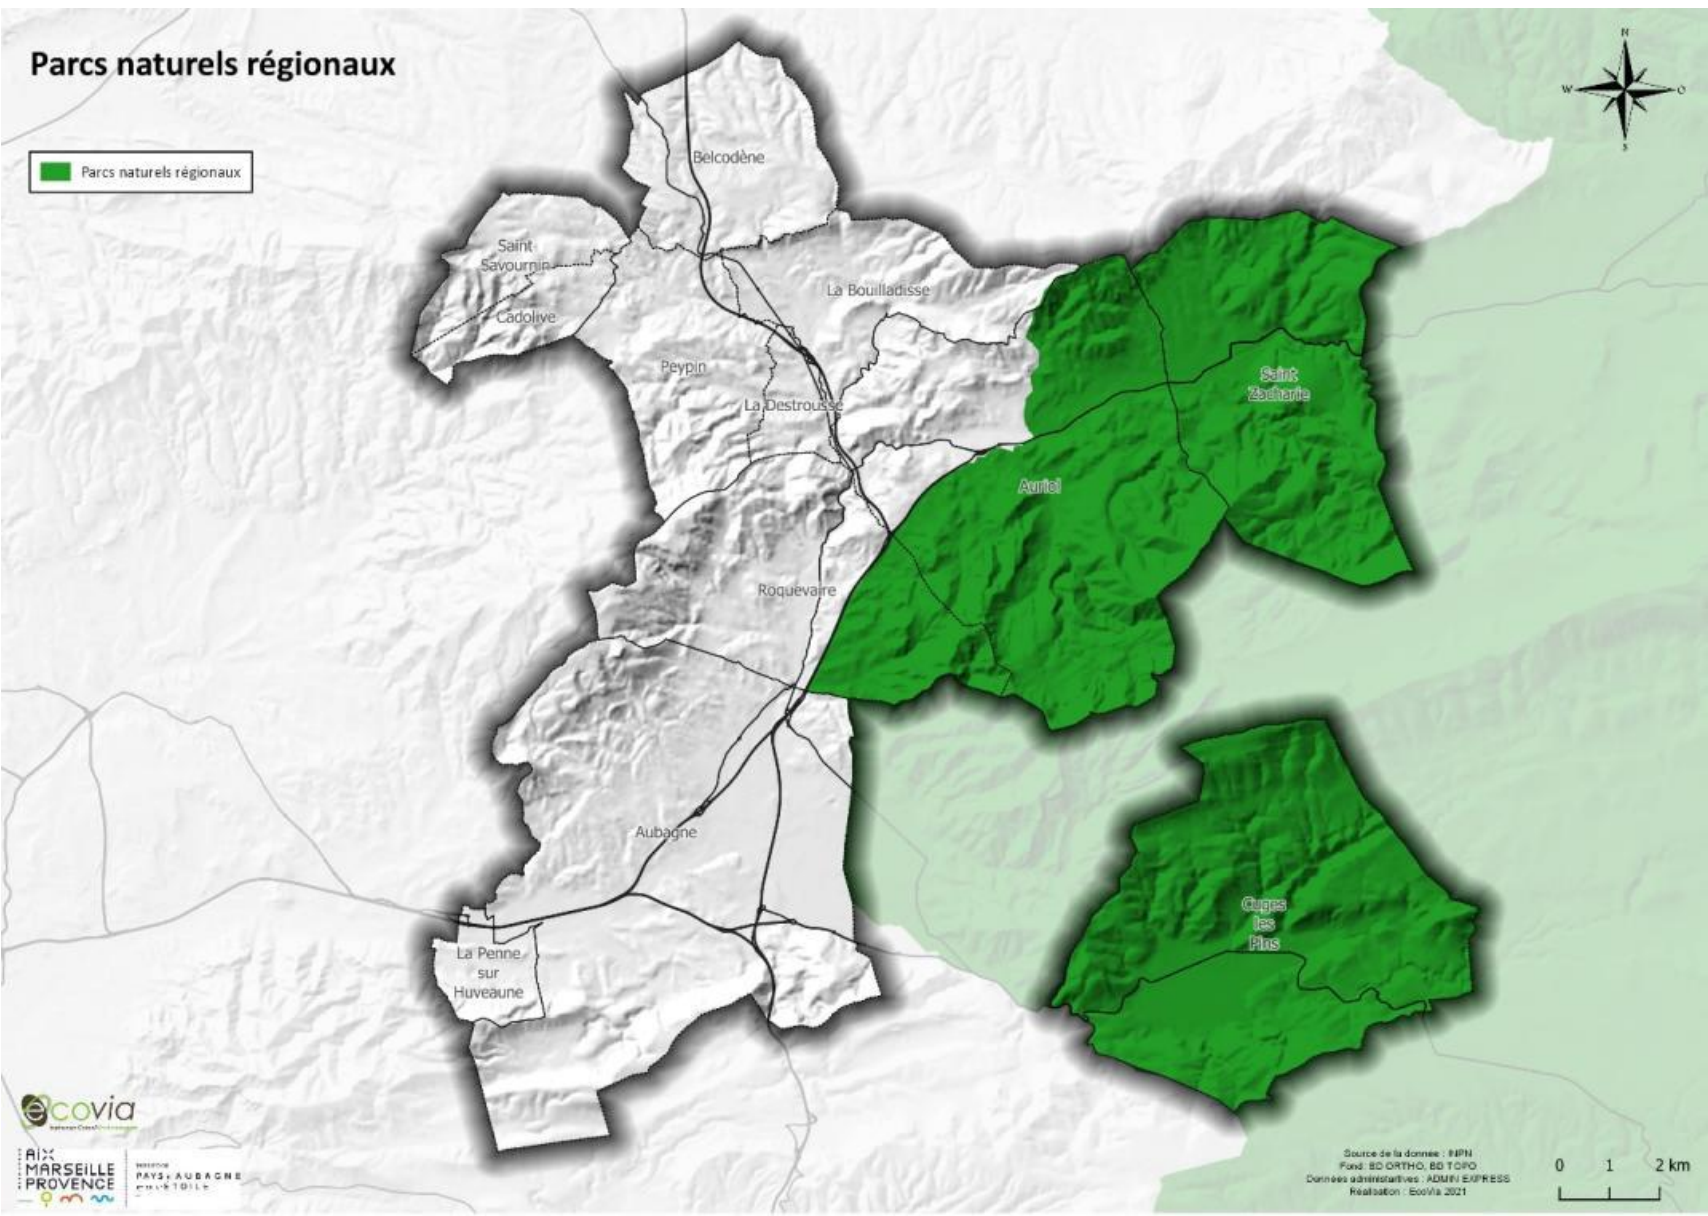 Parcs naturels régionaux
Parcs naturels régionaux
N
W
O
S
Belcodène
Saint
Savournin
Cadolive
La Bouilladisse
Peypin
La Destrousse
Saint
Zacharie
Auriol
Roquevaire
Aubagne
Cuges
les
Pins
La Penne
sur
Huveaune
ecovia
AIX
MARSEILLE
PROVENCE
PAYS D'AUBAGNE
Source de la donnée : INPN
Fond : BD ORTHO, BD TOPO
Données administartives : ADMIN EXPRESS
Réalisation : EcoVia 2021
0 1 2 km